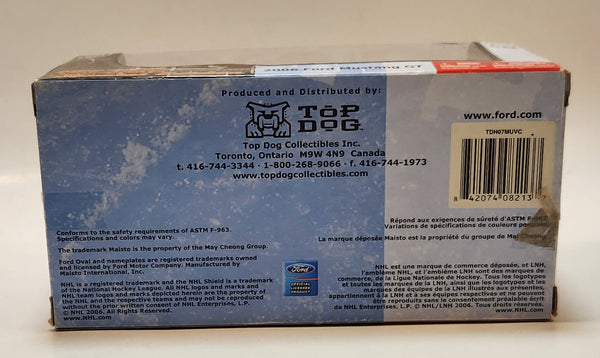 2006 Ford Mustang GT
Produced and Distributed by:
TOP
DOG
Top Dog Collectibles Inc.
Toronto, Ontario M9W 4N9 Canada
t. 416-744-3344 · 1-800-268-9066 · f. 416-744-1973
www.topdogcollectibles.com
www.ford.com
TDH07MUVC
8 42074 08213
Conforms to the safety requirements of ASTM F-963.
Specifications and colors may vary.
The trademark Maisto is the property of the May Cheong Group.
Ford Oval and nameplates are registered trademarks owned
and licensed by Ford Motor Company. Manufactured by
Maisto International, Inc.
NHL is a registered trademark and the NHL Shield is a trademark
of the National Hockey League. All NHL logos and marks and
NHL team logos and marks depicted herein are the property of
the NHL and the respective teams and may not be reproduced
without the prior written consent of NHL Enterprises, L.P.
© NHL 2006. All Rights Reserved.
www.NHL.com
Ford
OFFICIAL
LICENSED
PRODUCT
Répond aux exigences de sûreté d'ASTM F-963.
Variations de spécifications de couleurs
La marque déposée Maisto est la propriété du groupe de May
NHL est une marque de commerce déposée, et LNH,
l'emblème NHL, et l'emblème LNH sont des marques de
commerce, de la Ligue Nationale de Hockey. Tous les logotypes
et toutes les marques de la NHL, ainsi que les logotypes et les
marques des équipes de la NHL illustrés aux présentes,
appartiennent à la NHL et à ses équipes respectives et ne peuvent
être reproduits sans le consentement préalable écrit de
NHL Enterprises, L.P. © NHL/LNH 2006. Tous droits réservés.
www.NHL.com